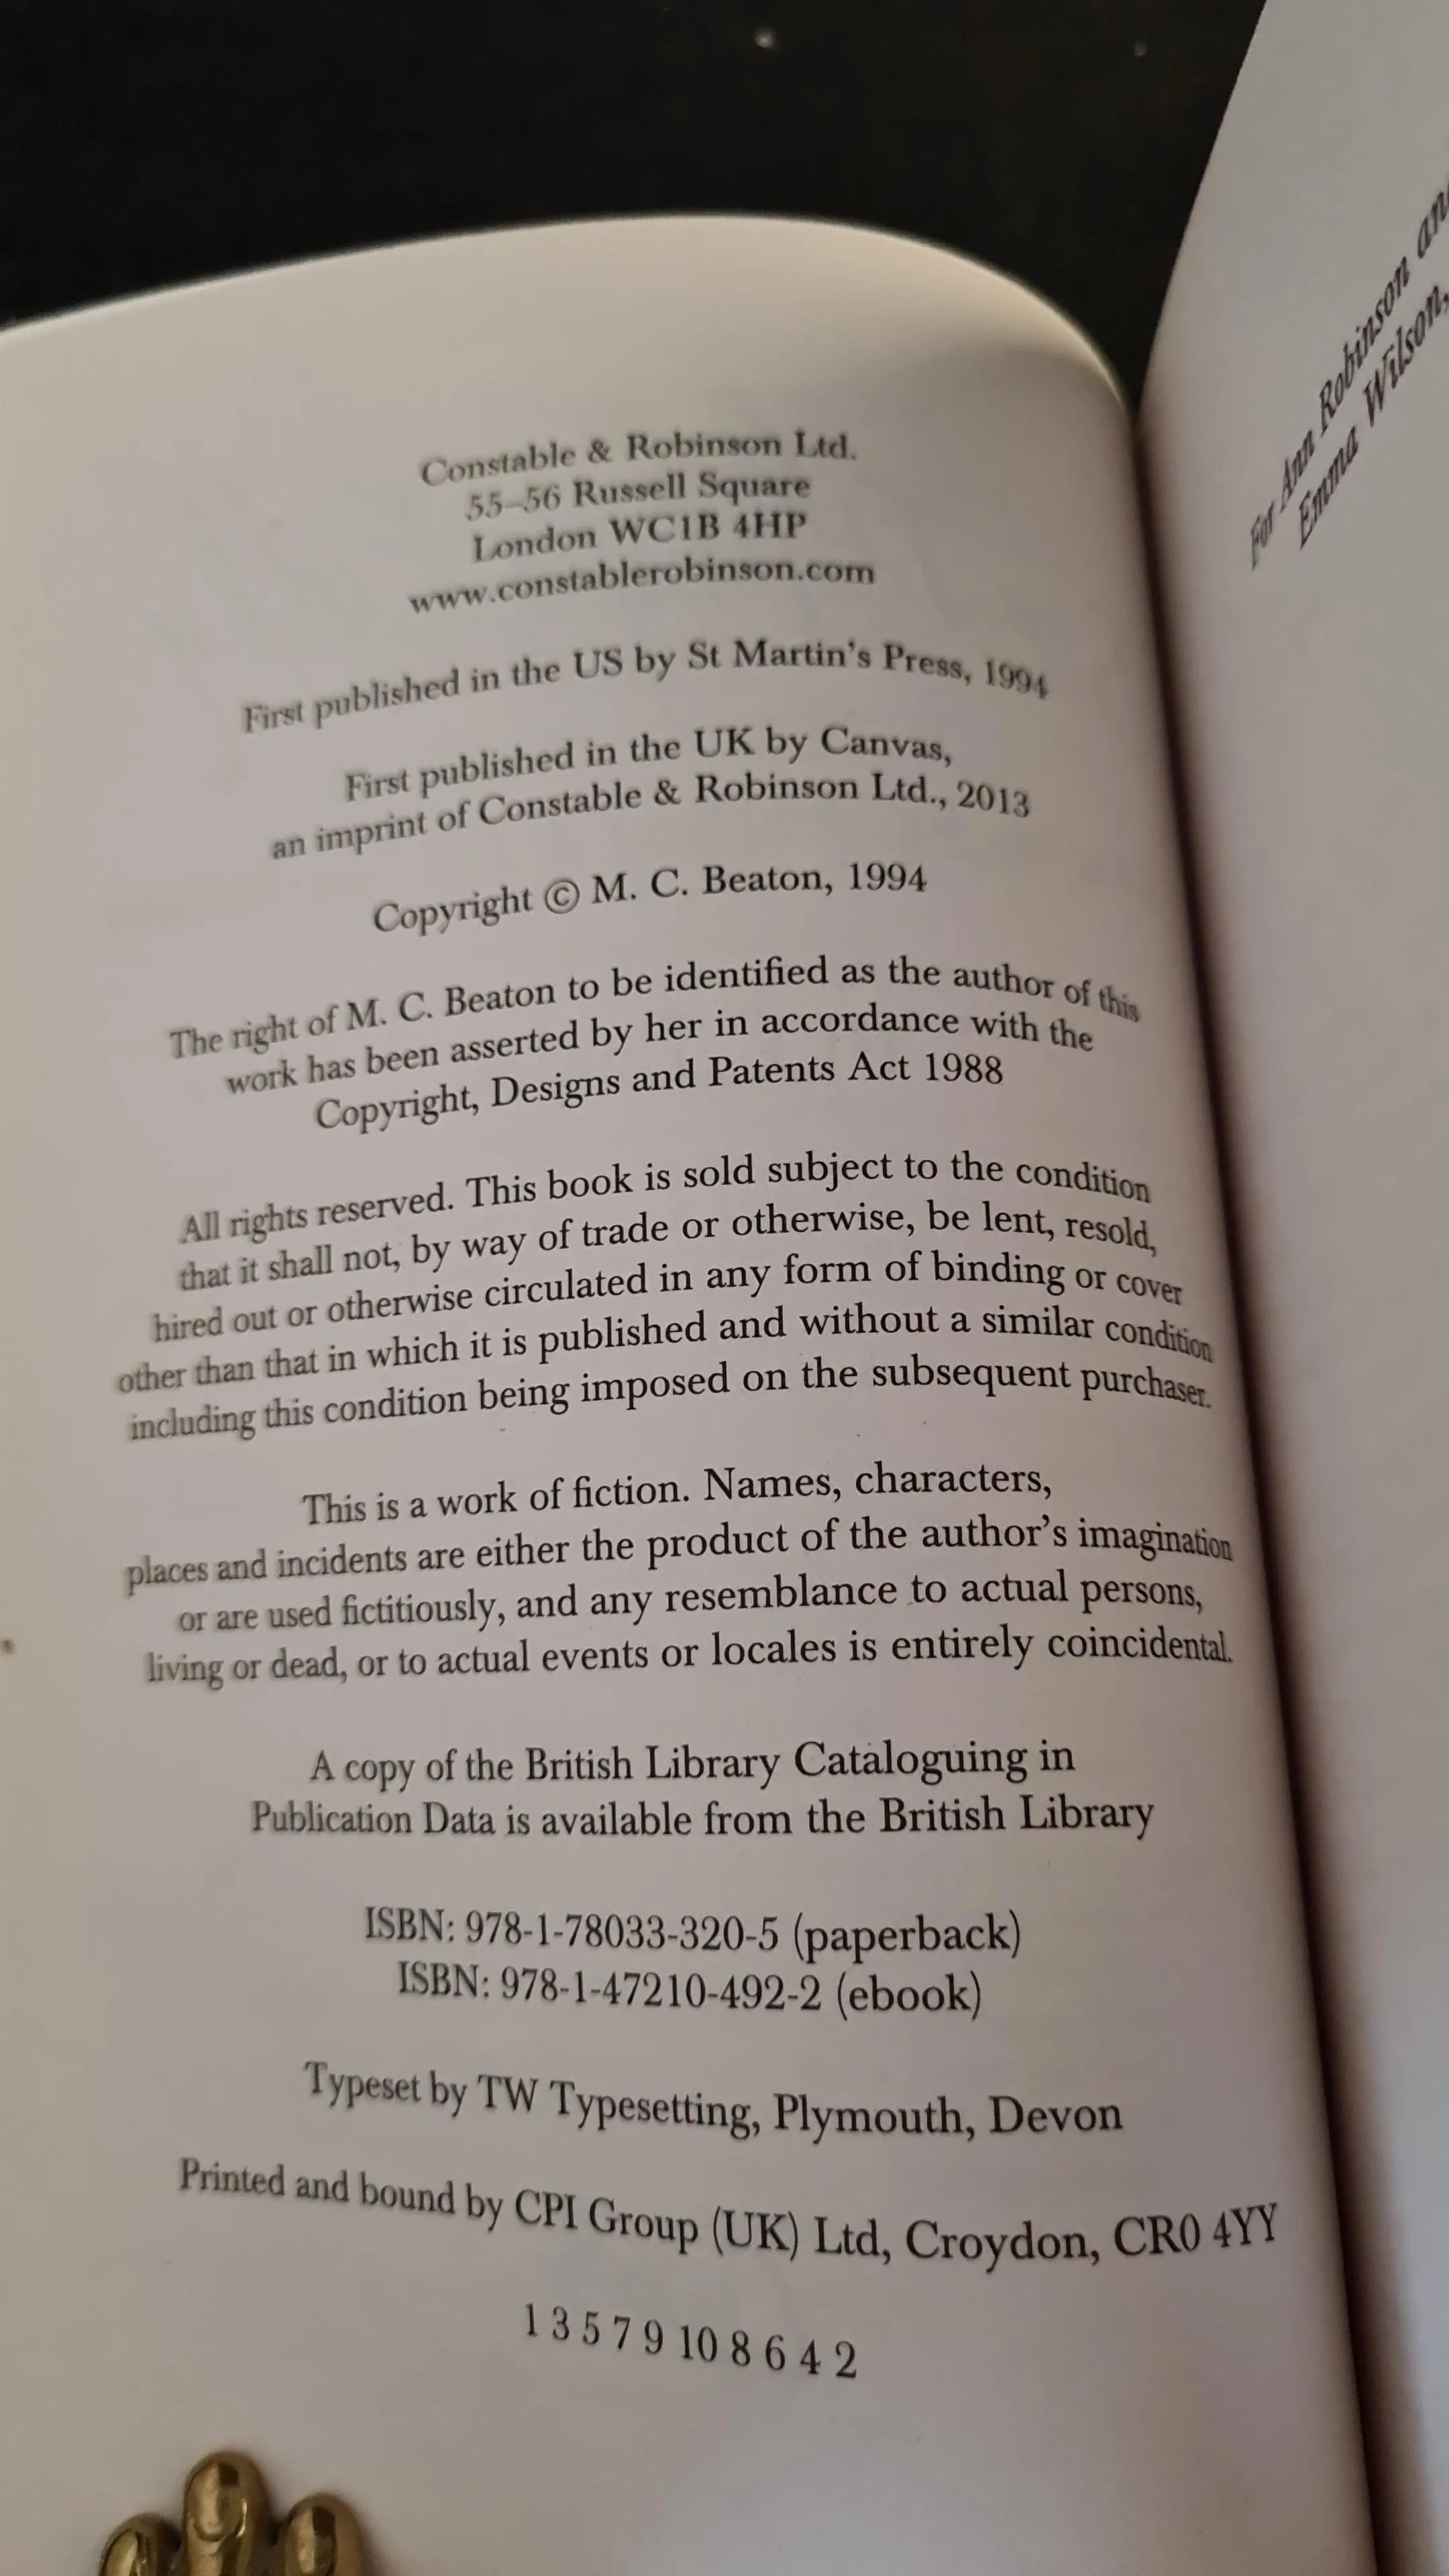 Constable & Robinson Ltd.
55–56 Russell Square
London WC1B 4HP
www.constablerobinson.com
First published in the US by St Martin's Press, 1994
First published in the UK by Canvas,
an imprint of Constable & Robinson Ltd., 2013
Copyright © M. C. Beaton, 1994
The right of M. C. Beaton to be identified as the author of this
work has been asserted by her in accordance with the
Copyright, Designs and Patents Act 1988
All rights reserved. This book is sold subject to the condition
that it shall not, by way of trade or otherwise, be lent, resold,
hired out or otherwise circulated in any form of binding or cover
other than that in which it is published and without a similar condition
including this condition being imposed on the subsequent purchaser.
This is a work of fiction. Names, characters,
places and incidents are either the product of the author's imagination
or are used fictitiously, and any resemblance to actual persons,
living or dead, or to actual events or locales is entirely coincidental.
A copy of the British Library Cataloguing in
Publication Data is available from the British Library
ISBN: 978-1-78033-320-5 (paperback)
ISBN: 978-1-47210-492-2 (ebook)
Typeset by TW Typesetting, Plymouth, Devon
Printed and bound by CPI Group (UK) Ltd, Croydon, CR0 4YY
1 3 5 7 9 10 8 6 4 2
For Ann Robinson
Emma Wilson,